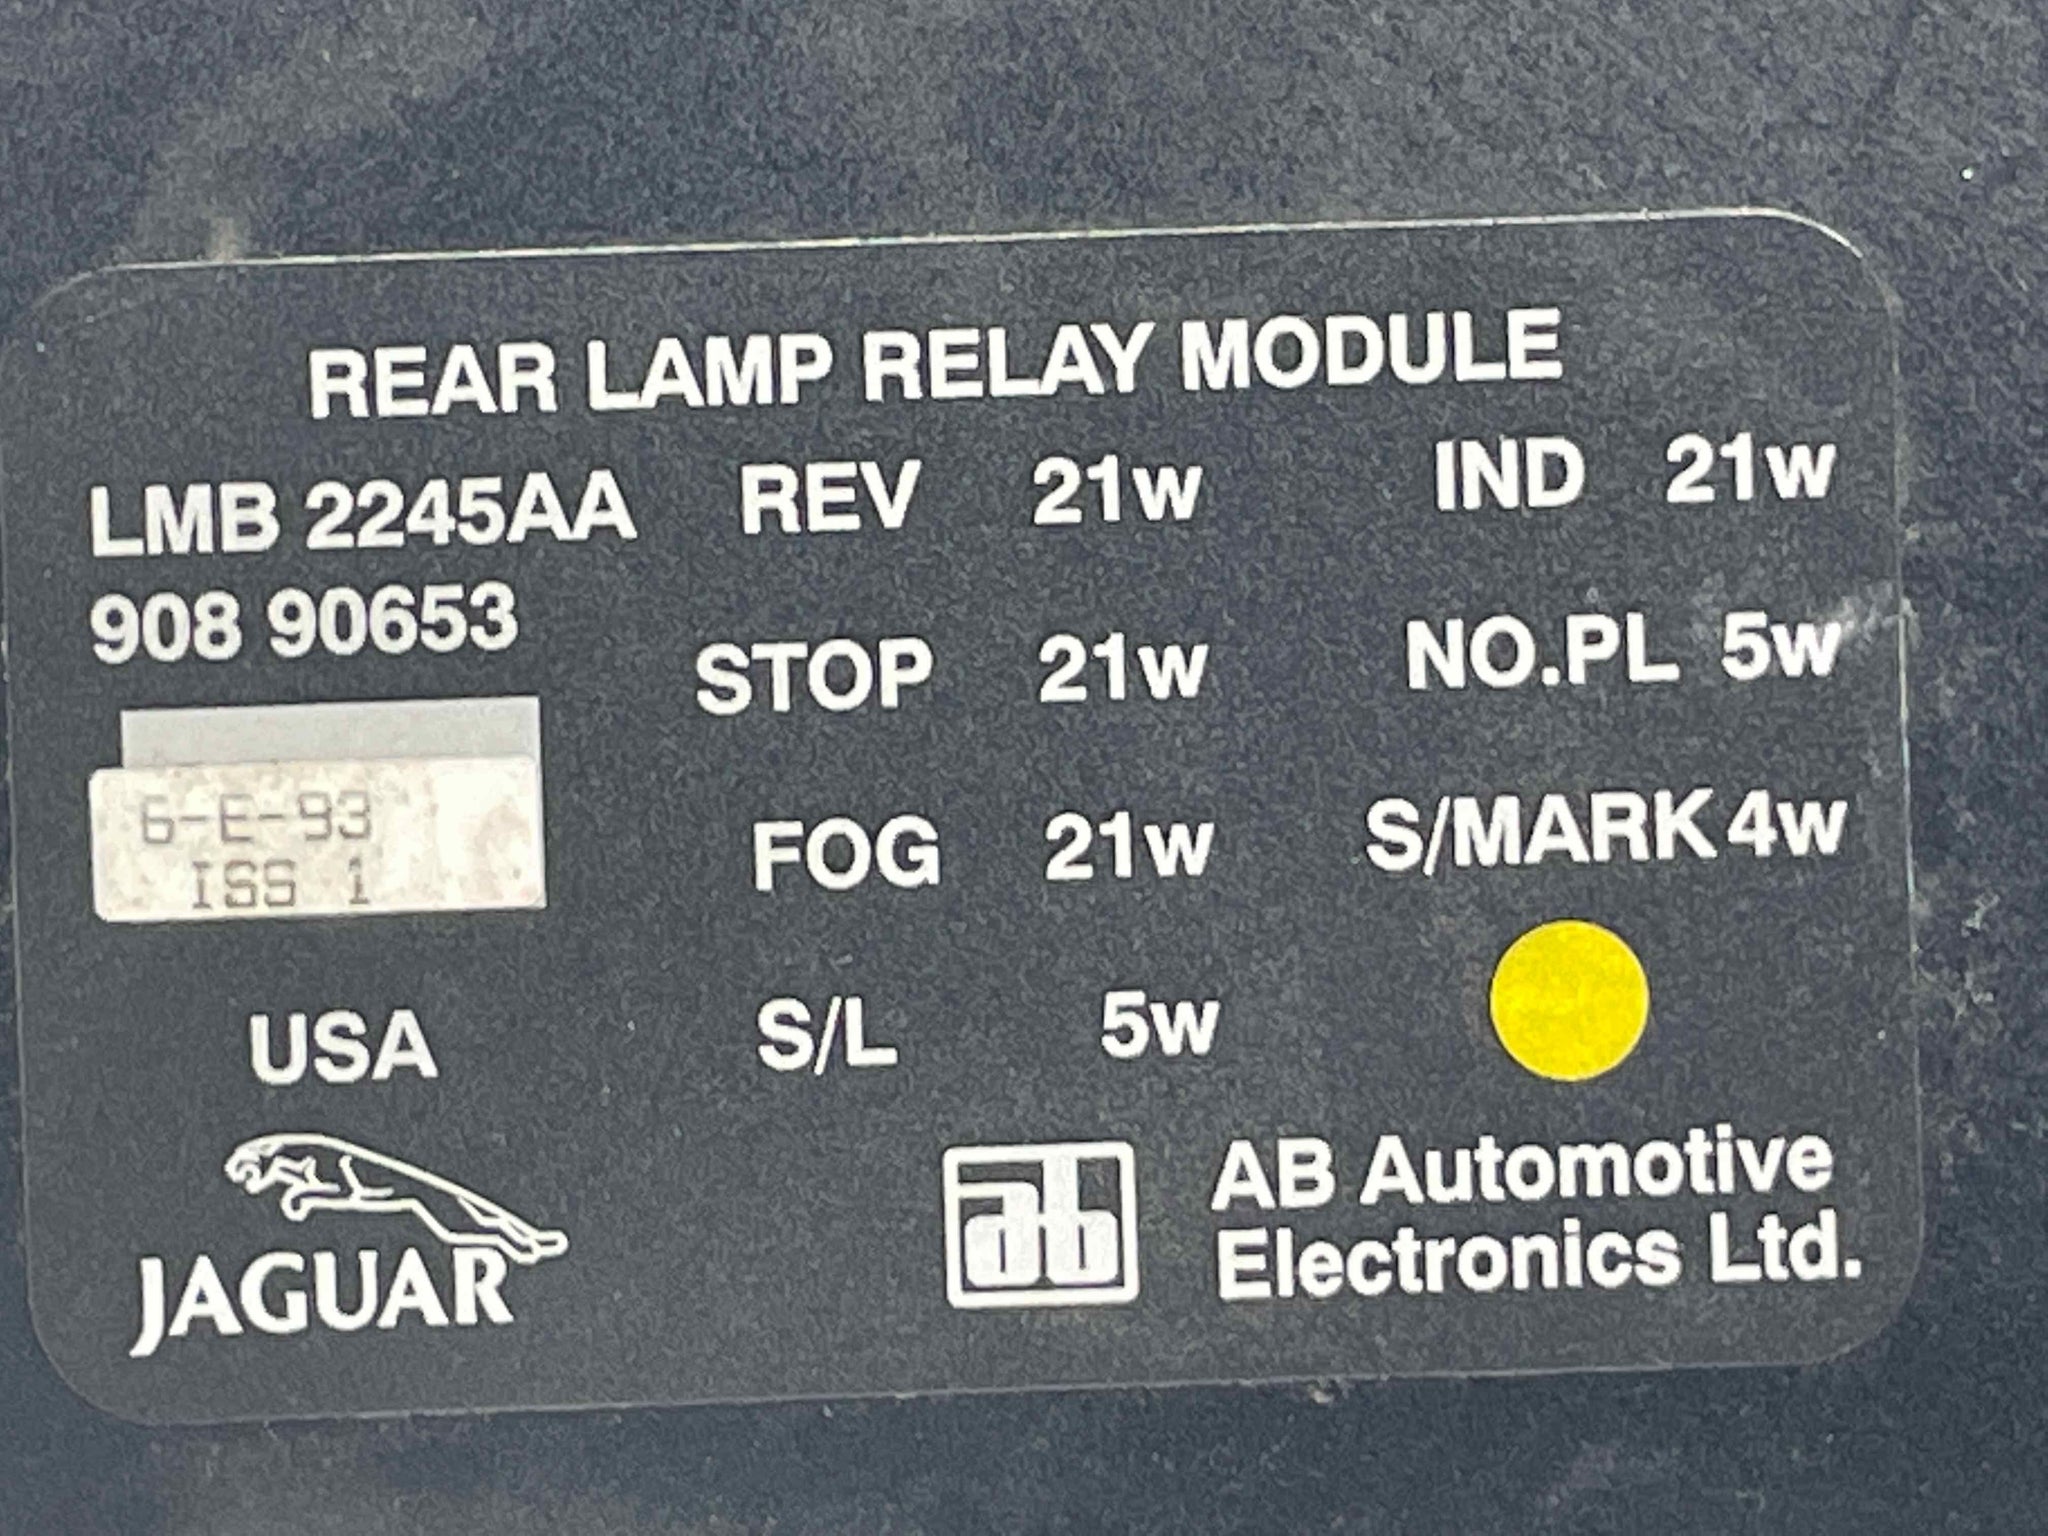 REAR LAMP RELAY MODULE
LMB 2245AA REV 21w IND 21w
908 90653
STOP 21w NO.PL 5w
6-E-93
ISS 1
FOG 21w S/MARK 4w
USA S/L 5w
JAGUAR
ab
AB Automotive
Electronics Ltd.